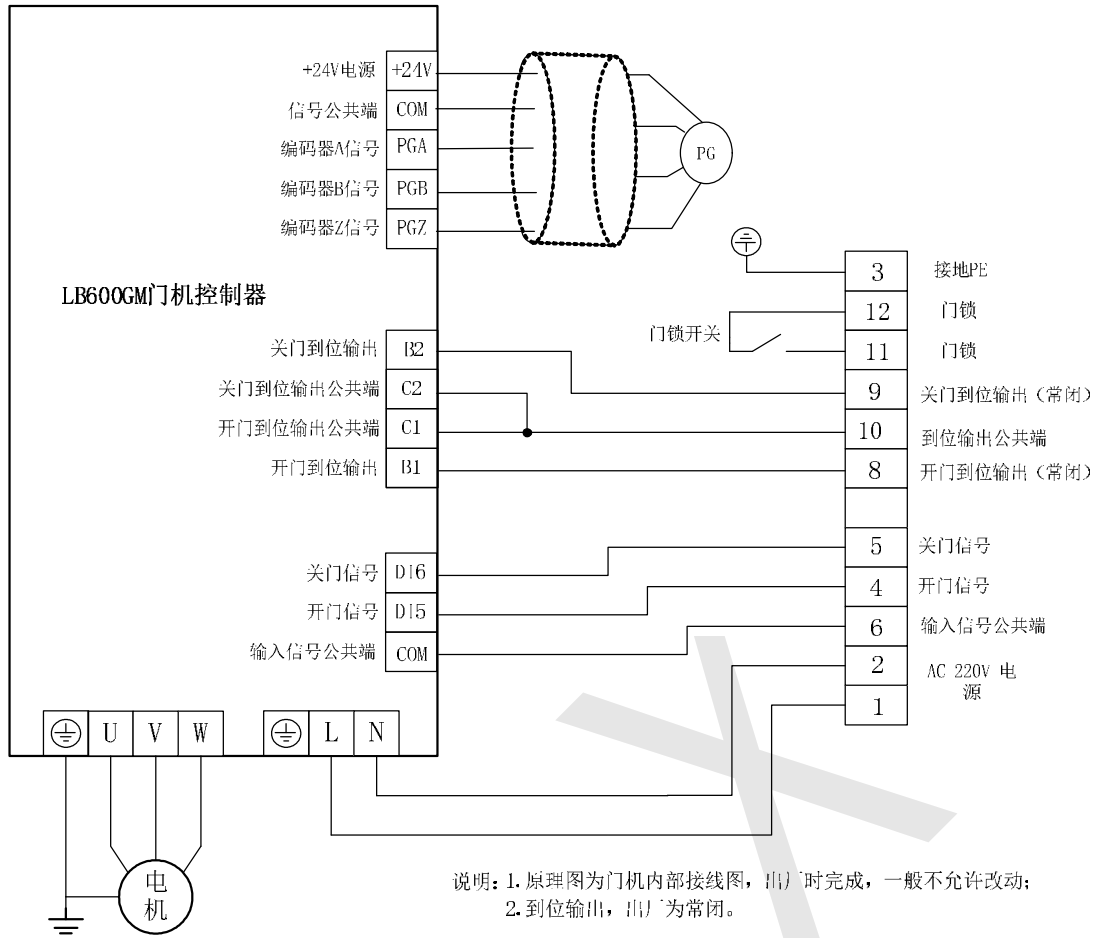 +24V电源 +24V
信号公共端 COM
编码器A信号 PGA
编码器B信号 PGB
编码器Z信号 PGZ
PG
LB600GM门机控制器
关门到位输出 B2
关门到位输出公共端 C2
开门到位输出公共端 C1
开门到位输出 B1
关门信号 DI6
开门信号 DI5
输入信号公共端 COM
U V W L N
电机
门锁开关
3 接地PE
12 门锁
11 门锁
9 关门到位输出（常闭）
10 到位输出公共端
8 开门到位输出（常闭）
5 关门信号
4 开门信号
6 输入信号公共端
2 AC 220V 电
源
1
说明：1.原理图为门机内部接线图，出厂时完成，一般不允许改动；
2.到位输出，出厂为常闭。